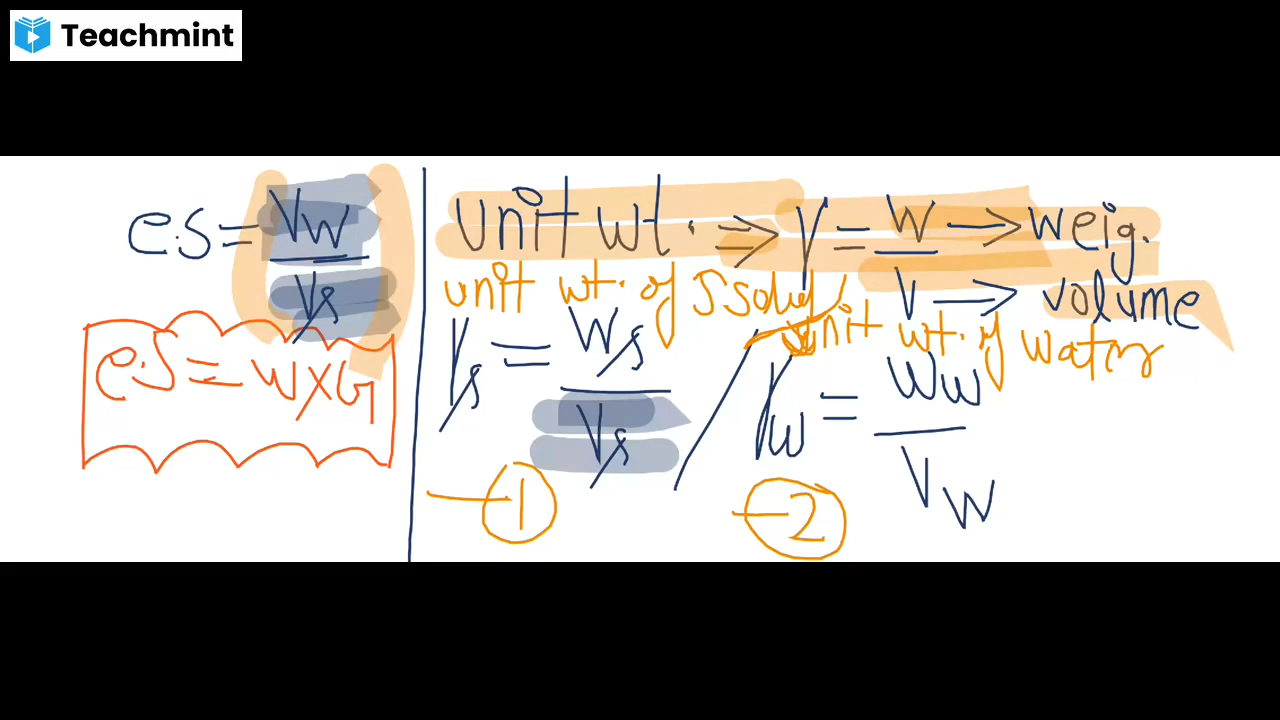 Teachmint
e.s = Vw / Vs
e.s = w x G
unit wt. ⇒ γ = W / V
→ weig.
→ volume
unit wt. of
γs = Ws / Vs
— 1
unit wt. of water
γw = Ww / Vw
— 2